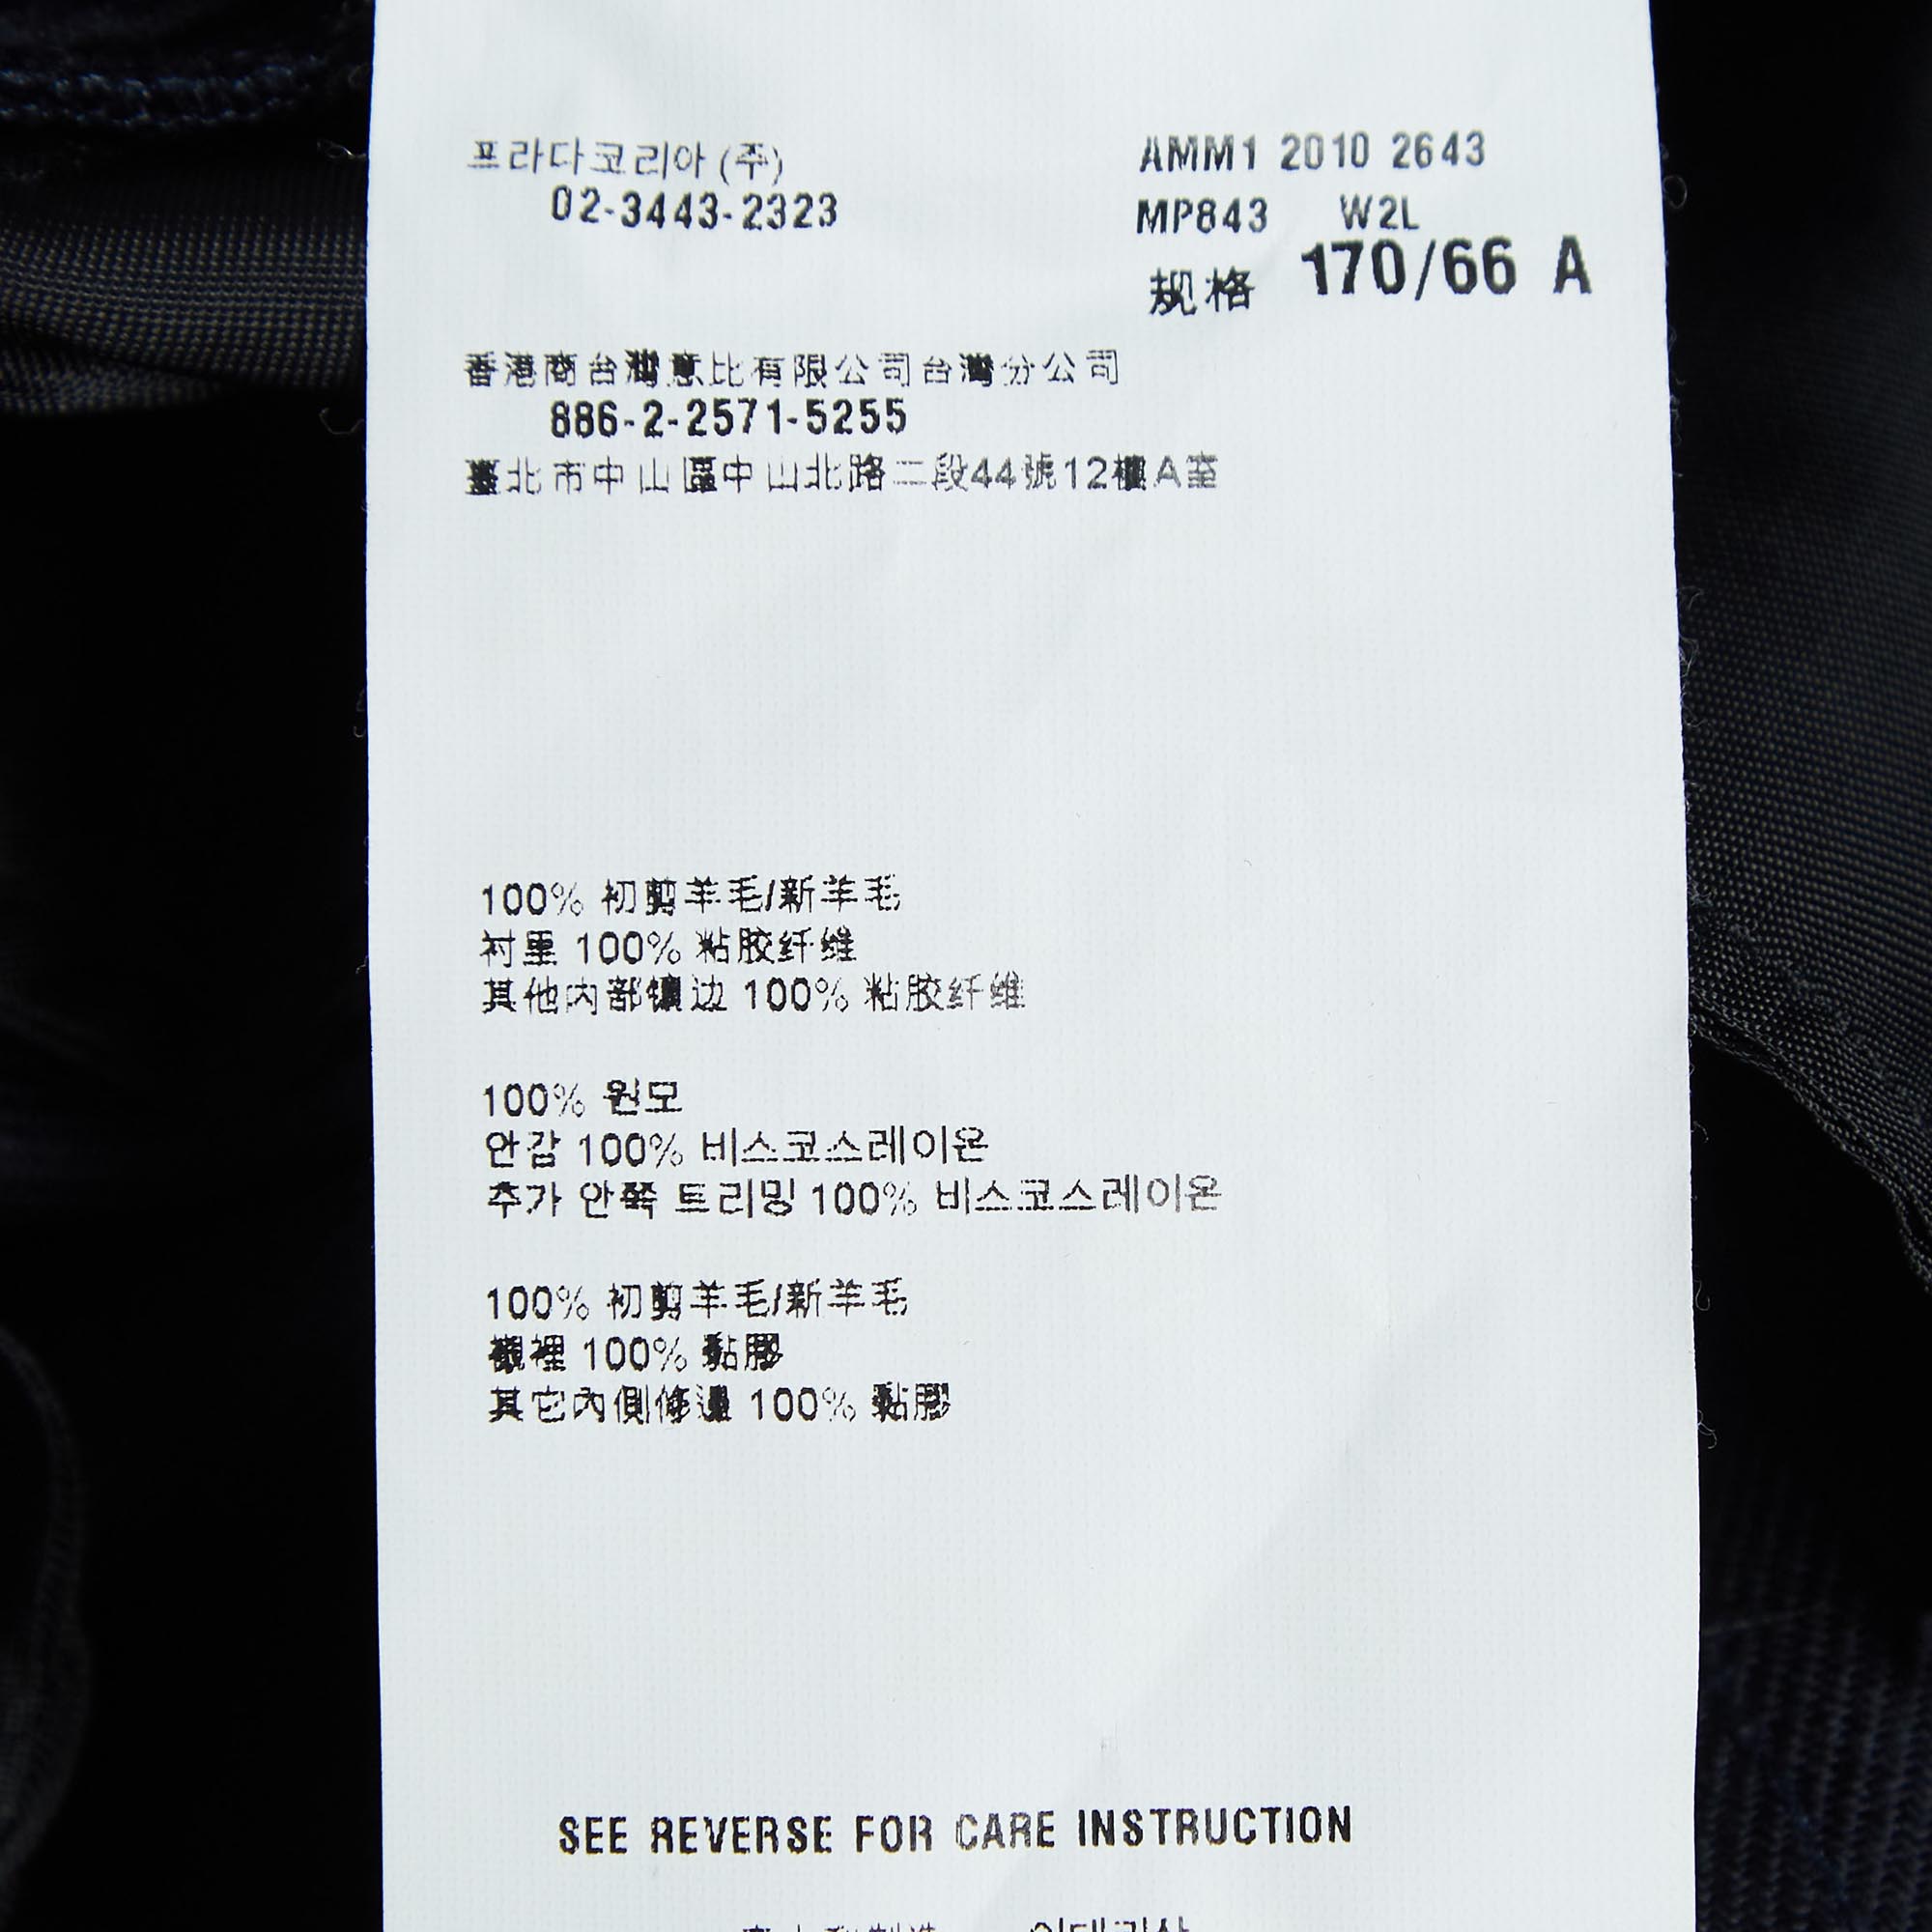 프라다코리아 (주)
02-3443-2323
AMM1 2010 2643
MP843 W2L
规格 170/66 A
香港商台灣意比有限公司台灣分公司
886-2-2571-5255
臺北市中山區中山北路二段44號12樓A室
100% 初剪羊毛/新羊毛
衬里 100% 粘胶纤维
其他内部镶边 100% 粘胶纤维
100% 원모
안감 100% 비스코스레이온
추가 안쪽 트리밍 100% 비스코스레이온
100% 初剪羊毛/新羊毛
襯裡 100% 黏膠
其它內側修邊 100% 黏膠
SEE REVERSE FOR CARE INSTRUCTION